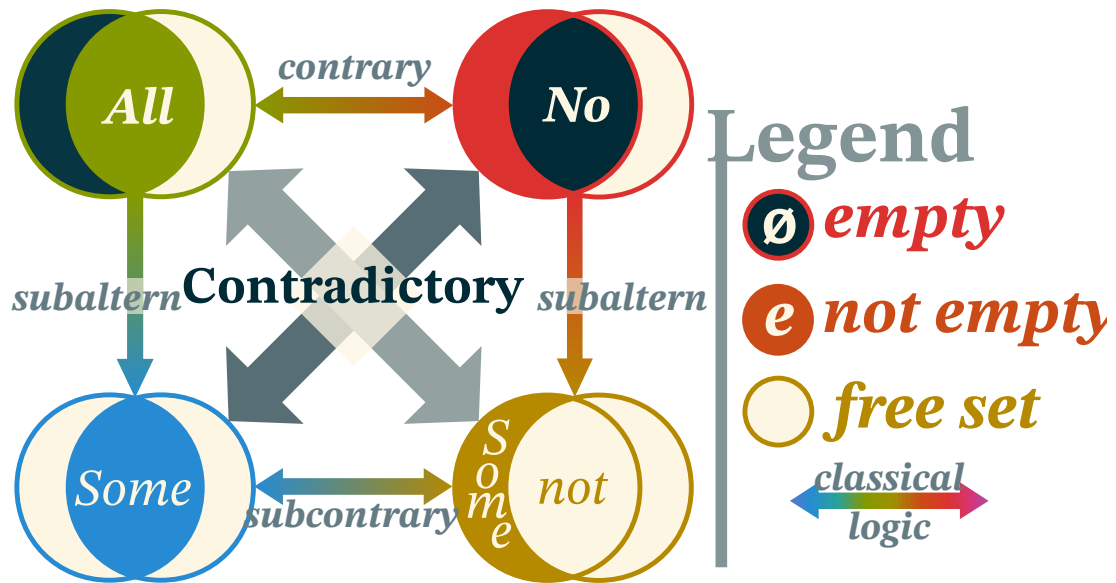 All
contrary
No
Legend
Ø empty
subaltern
Contradictory
subaltern
e not empty
free set
Some
subcontrary
Some
not
classical
logic